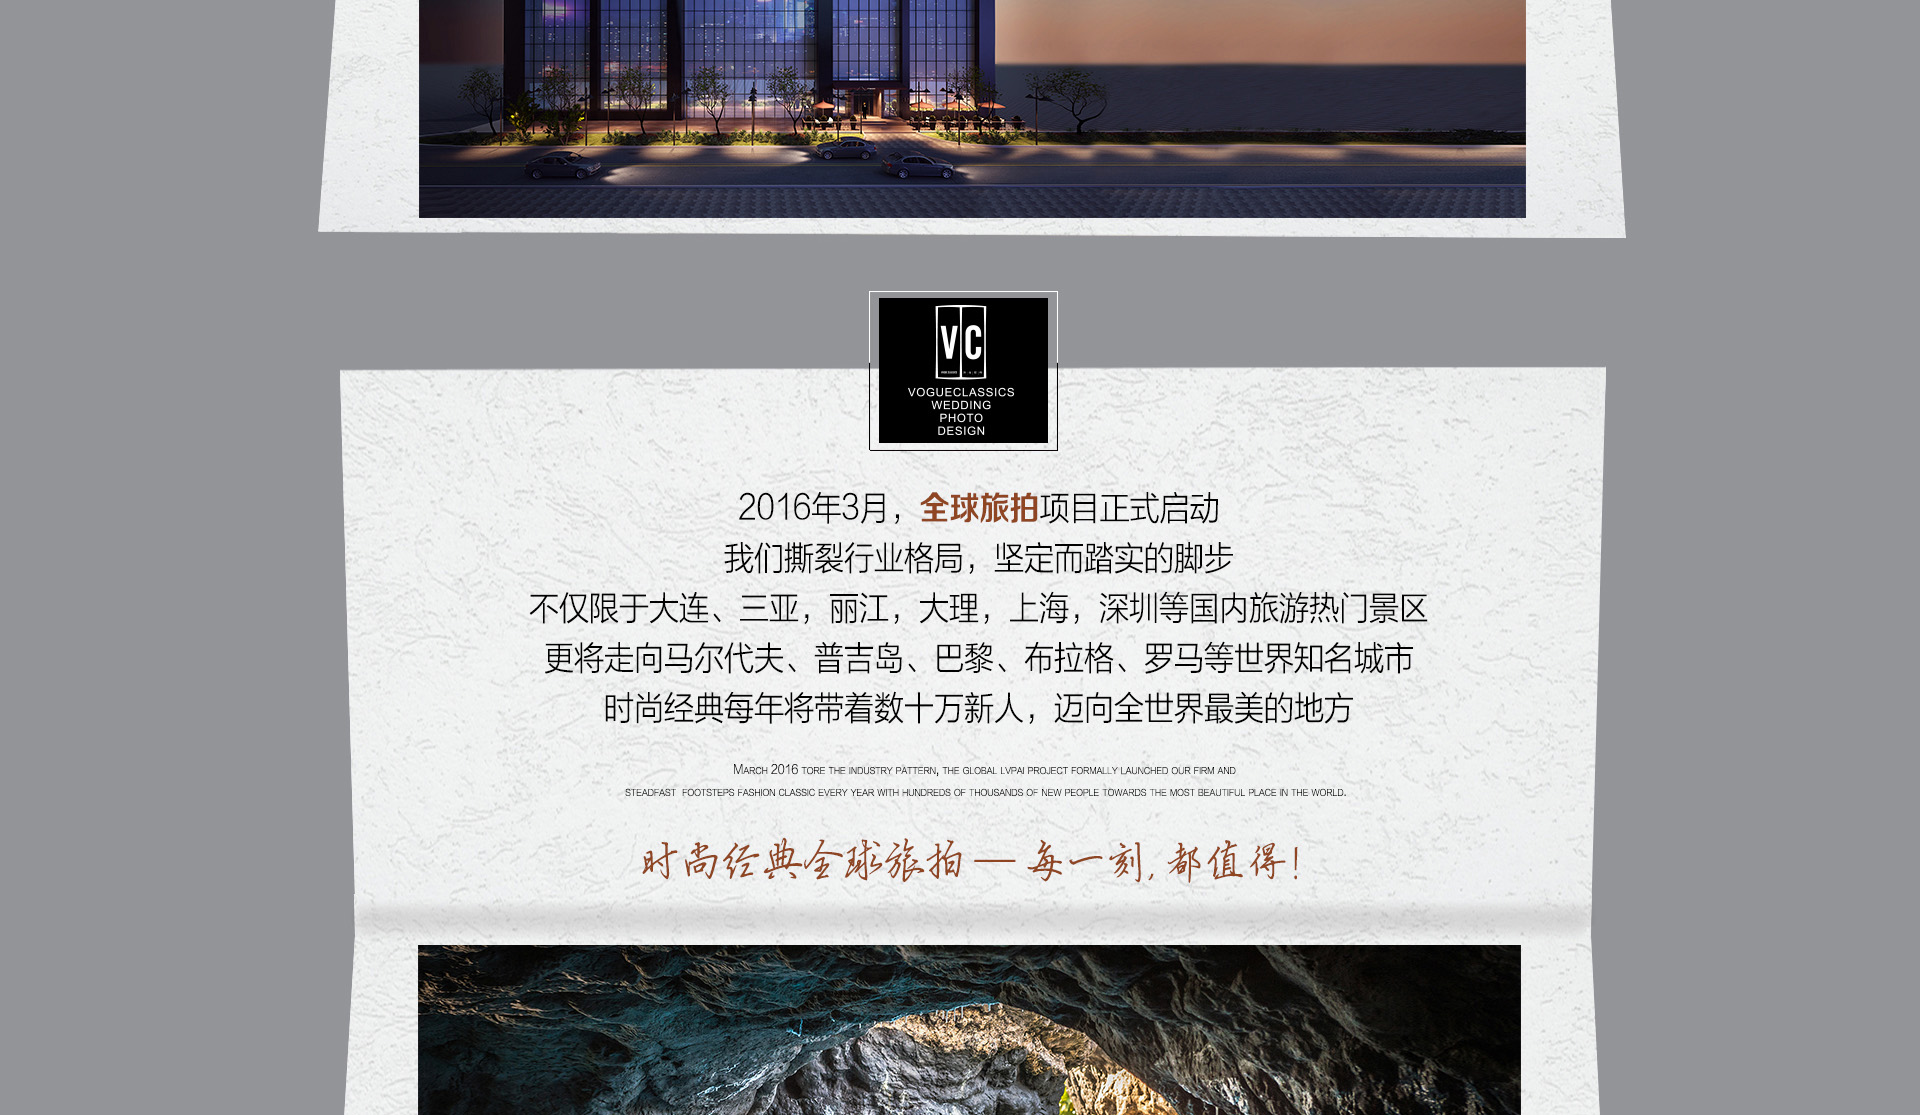 VC
VOGUECLASSICS
WEDDING
PHOTO
DESIGN
2016年3月，全球旅拍项目正式启动
我们撕裂行业格局，坚定而踏实的脚步
不仅限于大连、三亚，丽江，大理，上海，深圳等国内旅游热门景区
更将走向马尔代夫、普吉岛、巴黎、布拉格、罗马等世界知名城市
时尚经典每年将带着数十万新人，迈向全世界最美的地方
March 2016 tore the industry pattern, the global lvpai project formally launched our firm and
steadfast footsteps fashion classic every year with hundreds of thousands of new people towards the most beautiful place in the world.
时尚经典全球旅拍 — 每一刻, 都值得!